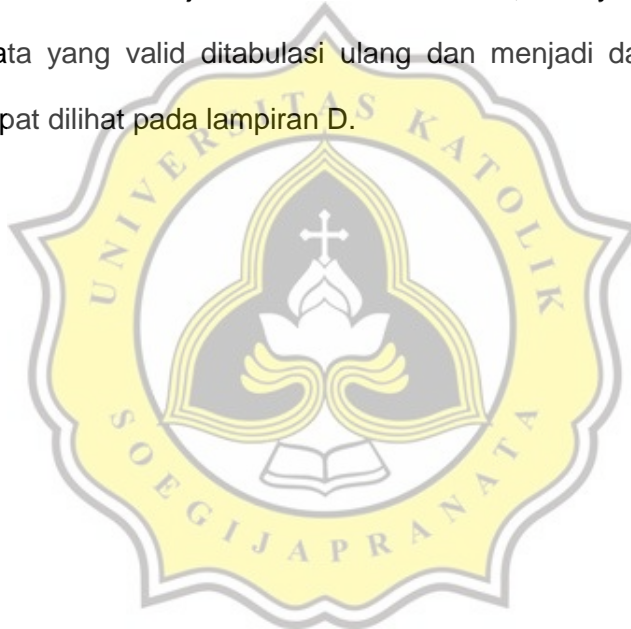 ata yang valid ditabulasi ulang dan menjadi da
pat dilihat pada lampiran D.
UNIVERSITAS KATOLIK
SOEGIJAPRANATA